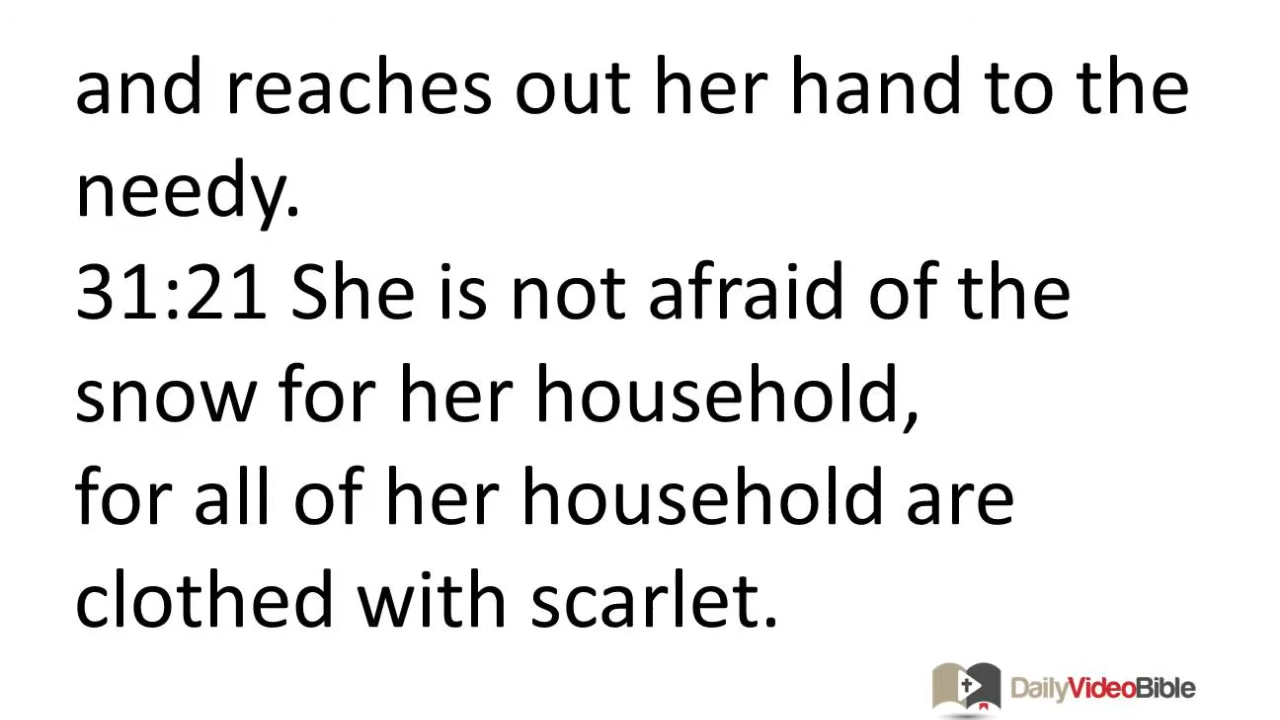 and reaches out her hand to the
needy.
31:21 She is not afraid of the
snow for her household,
for all of her household are
clothed with scarlet.
DailyVideoBible